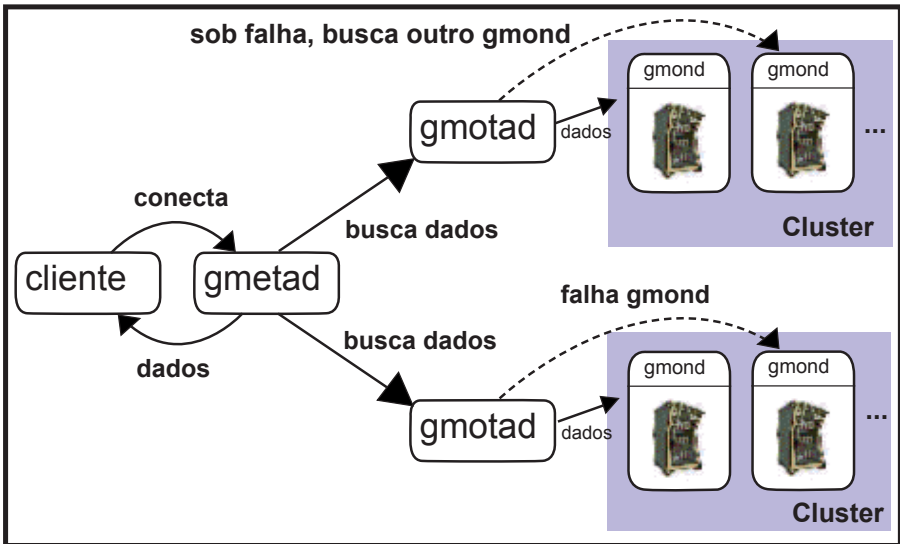 sob falha, busca outro gmond
gmond
gmond
gmotad
dados
...
conecta
busca dados
Cluster
cliente
gmetad
falha gmond
busca dados
dados
gmond
gmond
gmotad
dados
...
Cluster